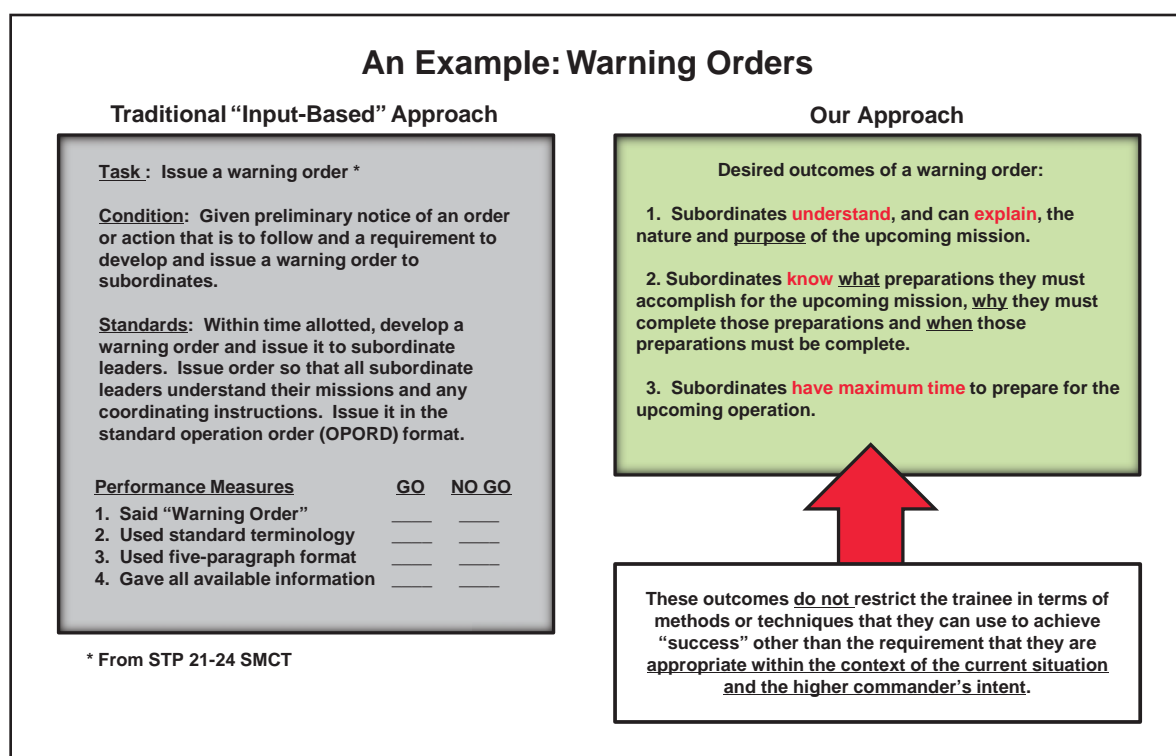 An Example: Warning Orders
Traditional “Input-Based” Approach
Task : Issue a warning order *
Condition: Given preliminary notice of an order
or action that is to follow and a requirement to
develop and issue a warning order to
subordinates.
Standards: Within time allotted, develop a
warning order and issue it to subordinate
leaders. Issue order so that all subordinate
leaders understand their missions and any
coordinating instructions. Issue it in the
standard operation order (OPORD) format.
Performance Measures GO NO GO
1. Said “Warning Order” ____ ____
2. Used standard terminology ____ ____
3. Used five-paragraph format ____ ____
4. Gave all available information ____ ____
* From STP 21-24 SMCT
Our Approach
Desired outcomes of a warning order:
1. Subordinates understand, and can explain, the
nature and purpose of the upcoming mission.
2. Subordinates know what preparations they must
accomplish for the upcoming mission, why they must
complete those preparations and when those
preparations must be complete.
3. Subordinates have maximum time to prepare for the
upcoming operation.
These outcomes do not restrict the trainee in terms of
methods or techniques that they can use to achieve
“success” other than the requirement that they are
appropriate within the context of the current situation
and the higher commander’s intent.